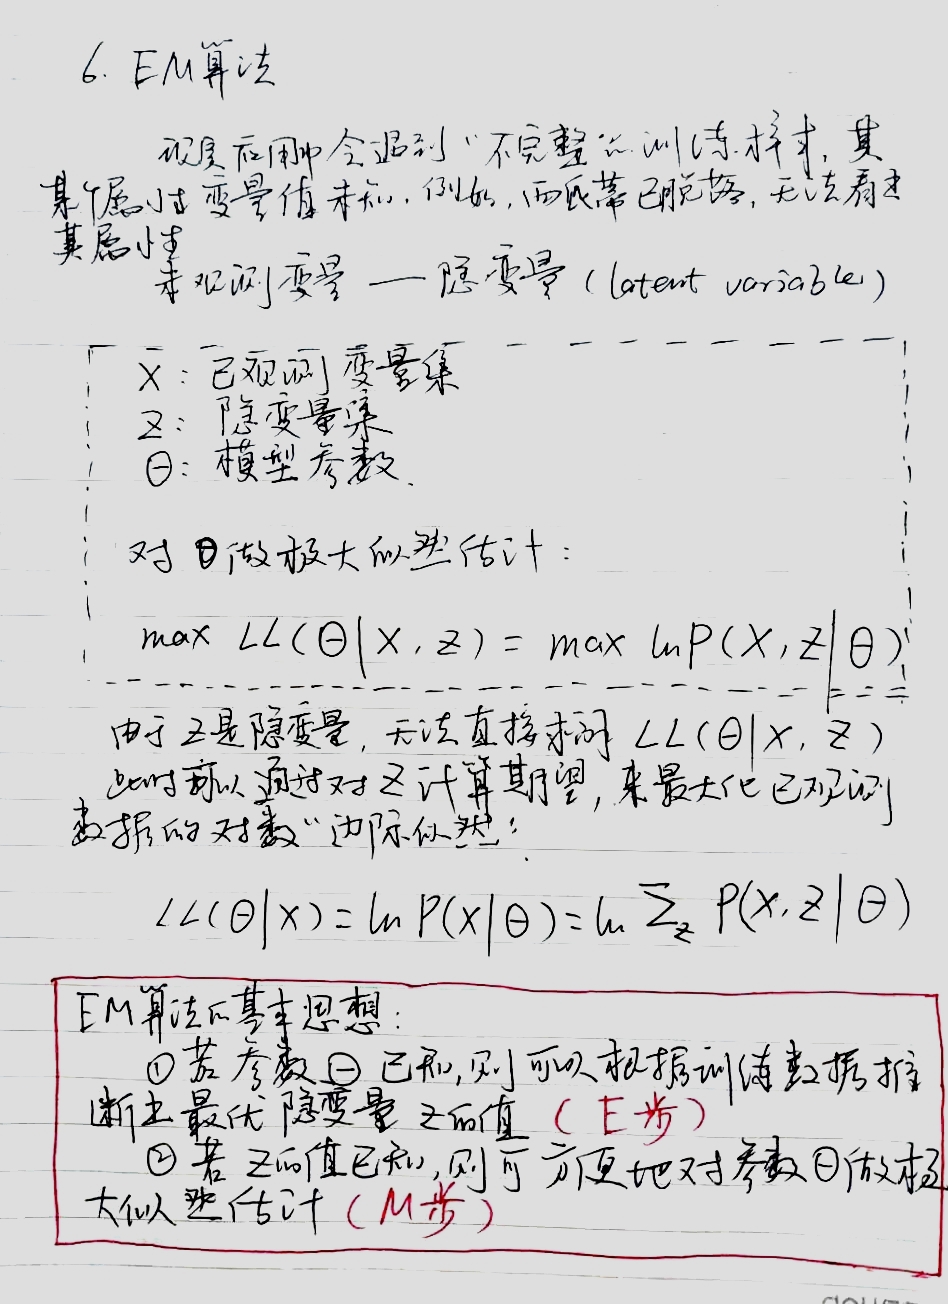 6. EM算法
现实应用中会遇到“不完整”的训练样本,其
某个属性变量值未知.例如,西瓜蒂已脱落,无法看出
其属性
未观测变量 — 隐变量 (latent variable)
X: 已观测变量集
Z: 隐变量集
Θ: 模型参数.
对Θ做极大似然估计:
max LL(Θ|X, Z) = max lnP(X, Z|Θ)
由于Z是隐变量,无法直接求解 LL(Θ|X, Z)
此时可以通过对Z计算期望,来最大化已观测
数据的对数“边际似然”:
LL(Θ|X) = ln P(X|Θ) = ln Σ_z P(X, Z|Θ)
EM算法的基本思想:
① 若参数Θ已知,则可以根据训练数据推
断出最优隐变量Z的值 (E步)
② 若Z的值已知,则可方便地对参数Θ做极
大似然估计 (M步)